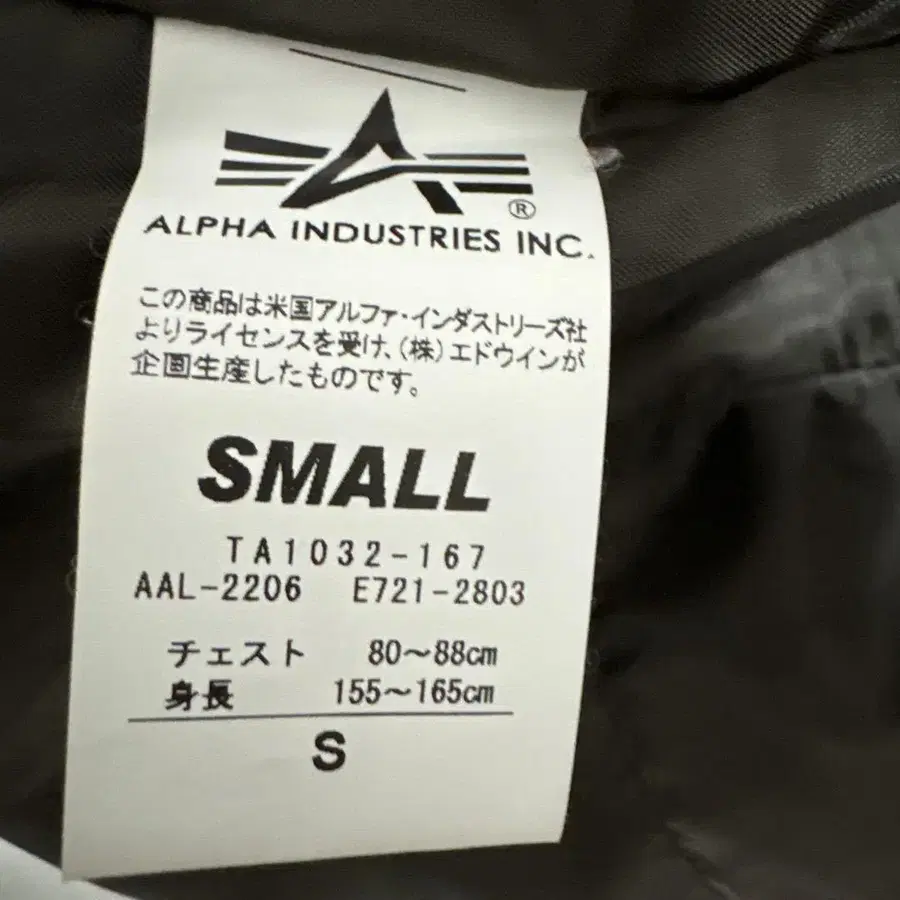 ALPHA INDUSTRIES INC.
この商品は米国アルファ・インダストリーズ社
よりライセンスを受け、(株)エドウインが
企画生産したものです。
SMALL
TA1032-167
AAL-2206 E721-2803
チェスト 80〜88cm
身長 155〜165cm
S